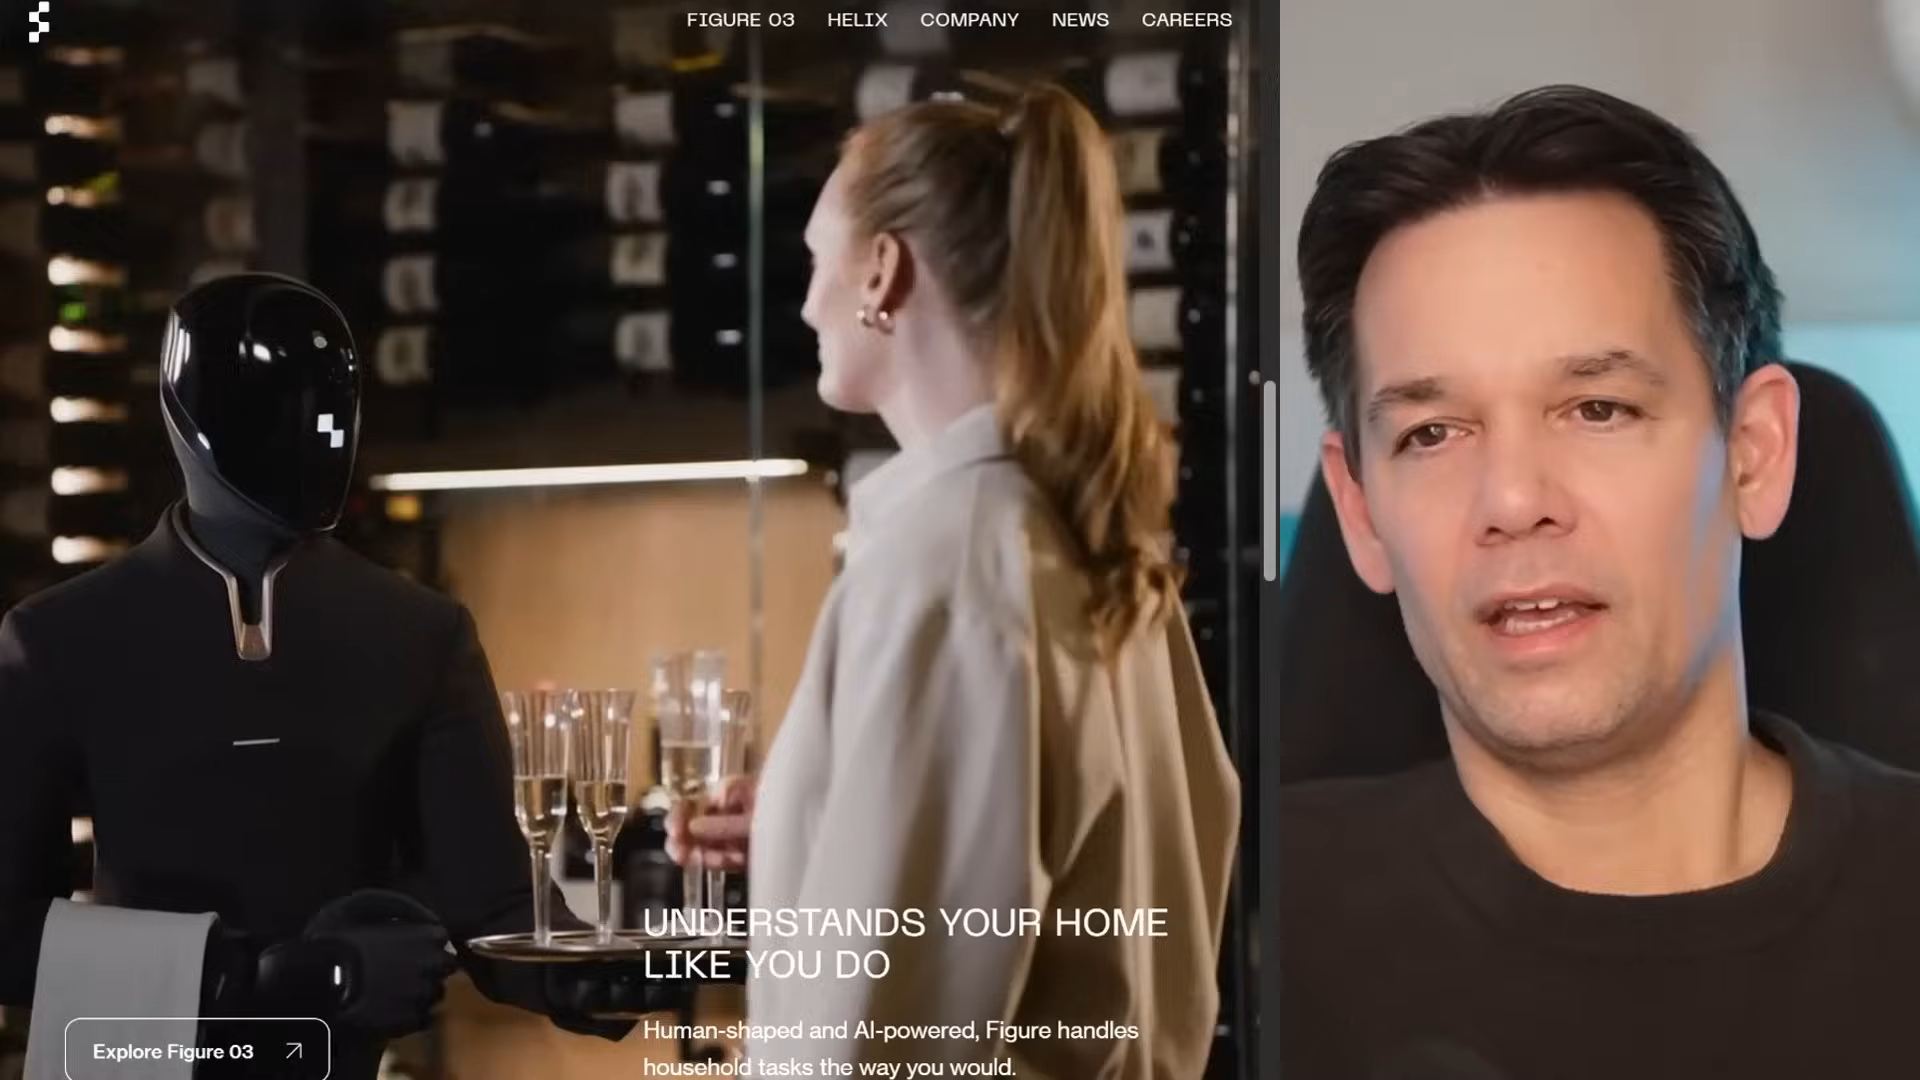 FIGURE 03 HELIX COMPANY NEWS CAREERS
UNDERSTANDS YOUR HOME
LIKE YOU DO
Human-shaped and AI-powered, Figure handles
household tasks the way you would.
Explore Figure 03